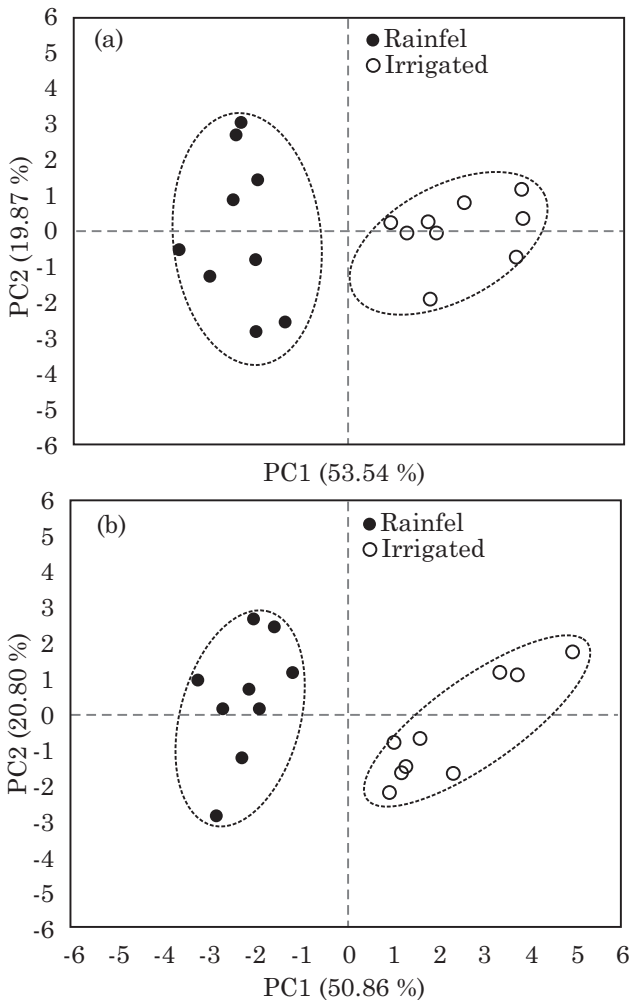 (a)
Rainfel
Irrigated
6
5
4
3
2
1
0
-1
-2
-3
-4
-5
-6
PC2 (19.87 %)
PC1 (53.54 %)
(b)
Rainfel
Irrigated
6
5
4
3
2
1
0
-1
-2
-3
-4
-5
-6
PC2 (20.80 %)
-6 -5 -4 -3 -2 -1 0 1 2 3 4 5 6
PC1 (50.86 %)